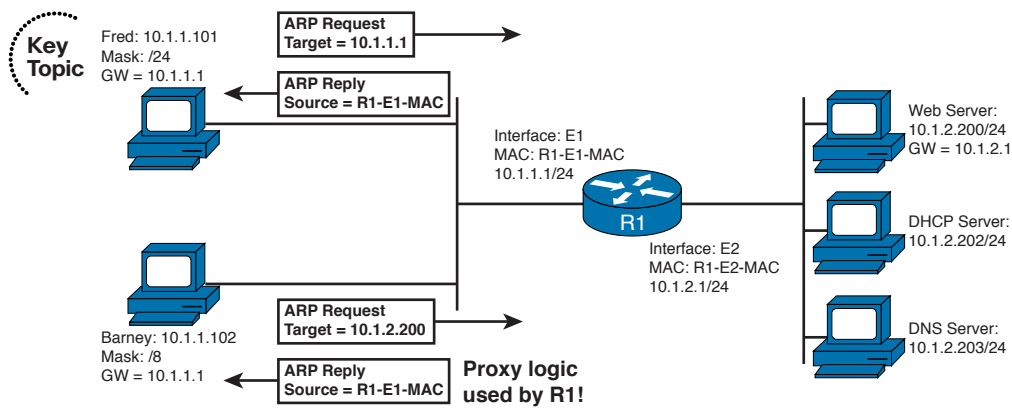 Key
Topic
Fred: 10.1.1.101
Mask: /24
GW = 10.1.1.1
ARP Request
Target = 10.1.1.1
ARP Reply
Source = R1-E1-MAC
Interface: E1
MAC: R1-E1-MAC
10.1.1.1/24
R1
Interface: E2
MAC: R1-E2-MAC
10.1.2.1/24
Web Server:
10.1.2.200/24
GW = 10.1.2.1
DHCP Server:
10.1.2.202/24
DNS Server:
10.1.2.203/24
Barney: 10.1.1.102
Mask: /8
GW = 10.1.1.1
ARP Request
Target = 10.1.2.200
ARP Reply
Source = R1-E1-MAC
Proxy logic
used by R1!